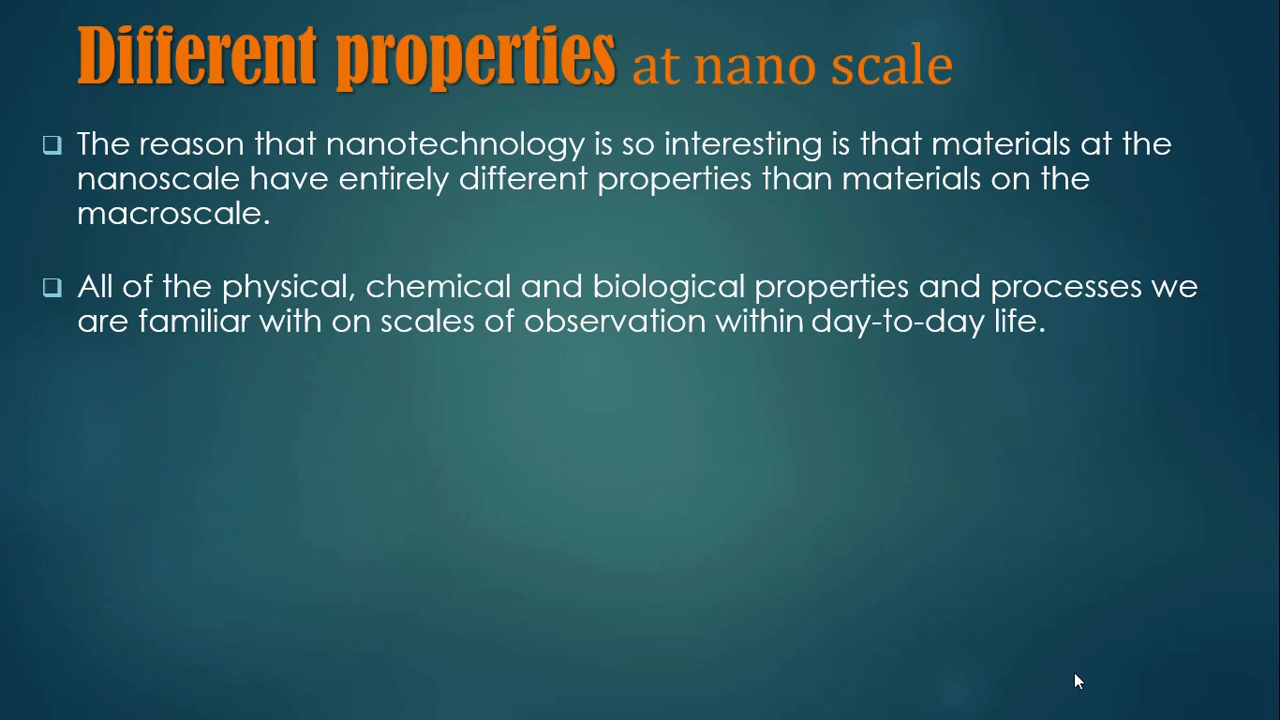 Different properties at nano scale
The reason that nanotechnology is so interesting is that materials at the
nanoscale have entirely different properties than materials on the
macroscale.
All of the physical, chemical and biological properties and processes we
are familiar with on scales of observation within day-to-day life.